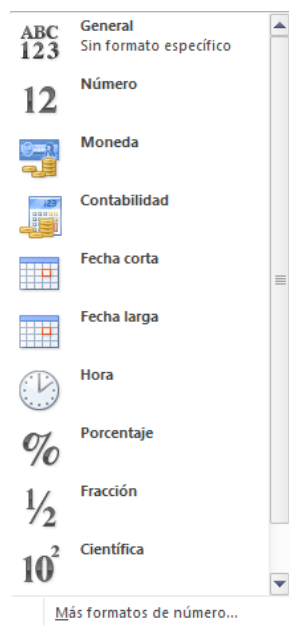 ABC
123
General
Sin formato específico
12
Número
Moneda
123
Contabilidad
Fecha corta
Fecha larga
Hora
%
Porcentaje
½
Fracción
10²
Científica
Más formatos de número...